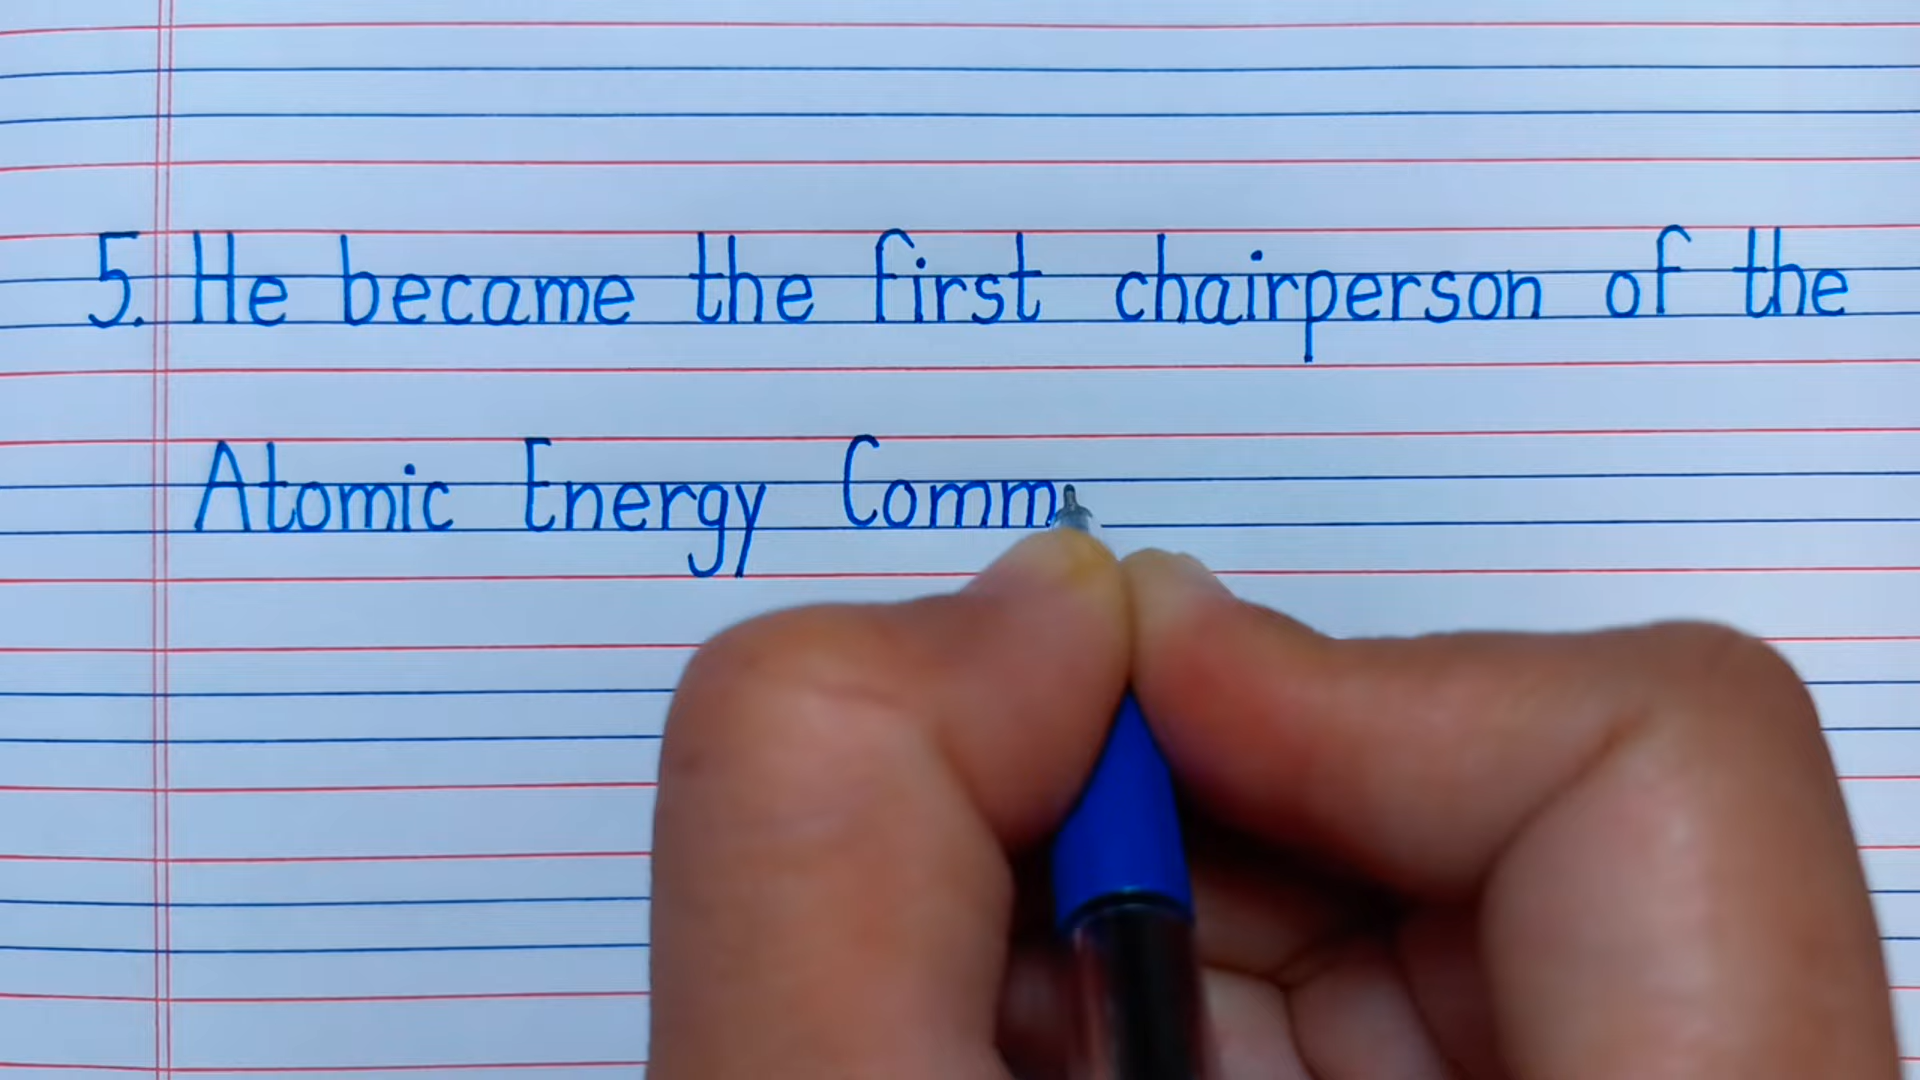 5. He became the first chairperson of the
Atomic Energy Comm